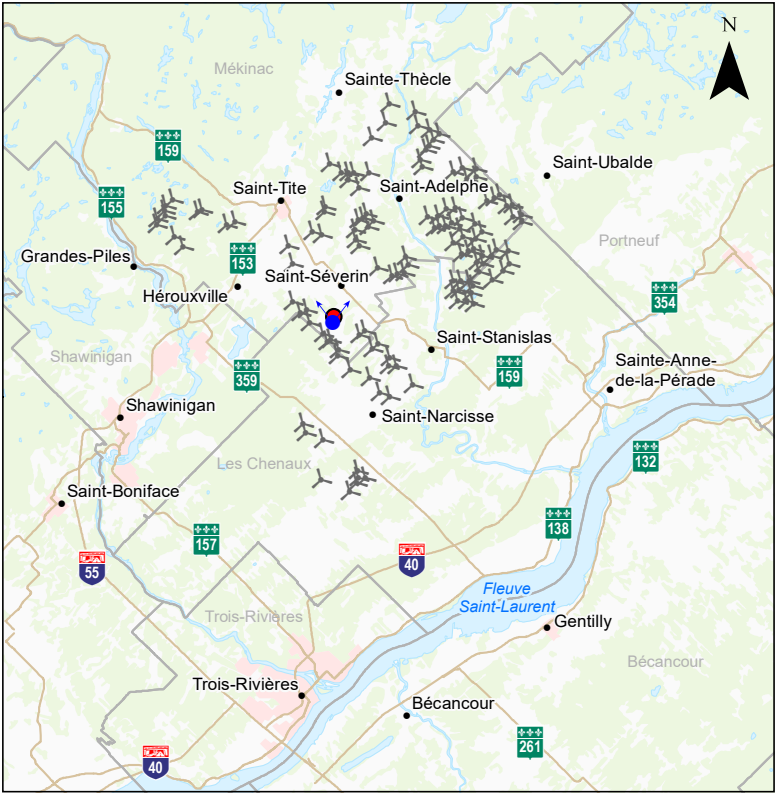 N
Mékinac
Sainte-Thècle
159
Saint-Ubalde
Saint-Tite
Saint-Adelphe
155
Portneuf
Grandes-Piles
153
Saint-Séverin
Hérouxville
354
Saint-Stanislas
Shawinigan
Sainte-Anne-
de-la-Pérade
359
159
Shawinigan
Saint-Narcisse
Les Chenaux
132
Saint-Boniface
138
157
40
55
Fleuve
Saint-Laurent
Trois-Rivières
Gentilly
Bécancour
Trois-Rivières
Bécancour
261
40